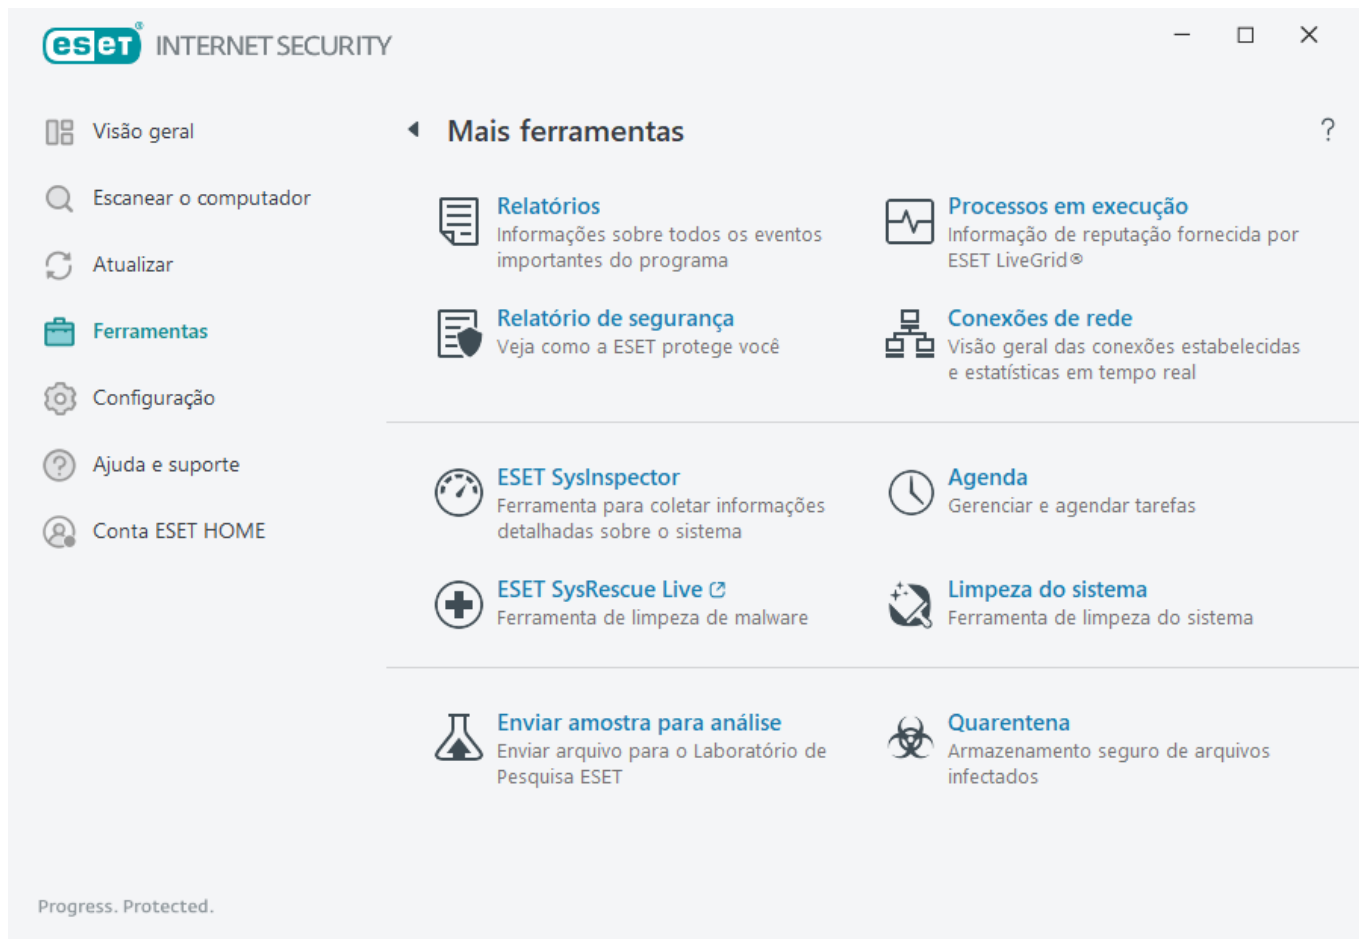 eset® INTERNET SECURITY
Visão geral
Escanear o computador
Atualizar
Ferramentas
Configuração
Ajuda e suporte
Conta ESET HOME
Mais ferramentas
?
Relatórios
Informações sobre todos os eventos
importantes do programa
Processos em execução
Informação de reputação fornecida por
ESET LiveGrid®
Relatório de segurança
Veja como a ESET protege você
Conexões de rede
Visão geral das conexões estabelecidas
e estatísticas em tempo real
ESET SysInspector
Ferramenta para coletar informações
detalhadas sobre o sistema
Agenda
Gerenciar e agendar tarefas
ESET SysRescue Live
Ferramenta de limpeza de malware
Limpeza do sistema
Ferramenta de limpeza do sistema
Enviar amostra para análise
Enviar arquivo para o Laboratório de
Pesquisa ESET
Quarentena
Armazenamento seguro de arquivos
infectados
Progress. Protected.